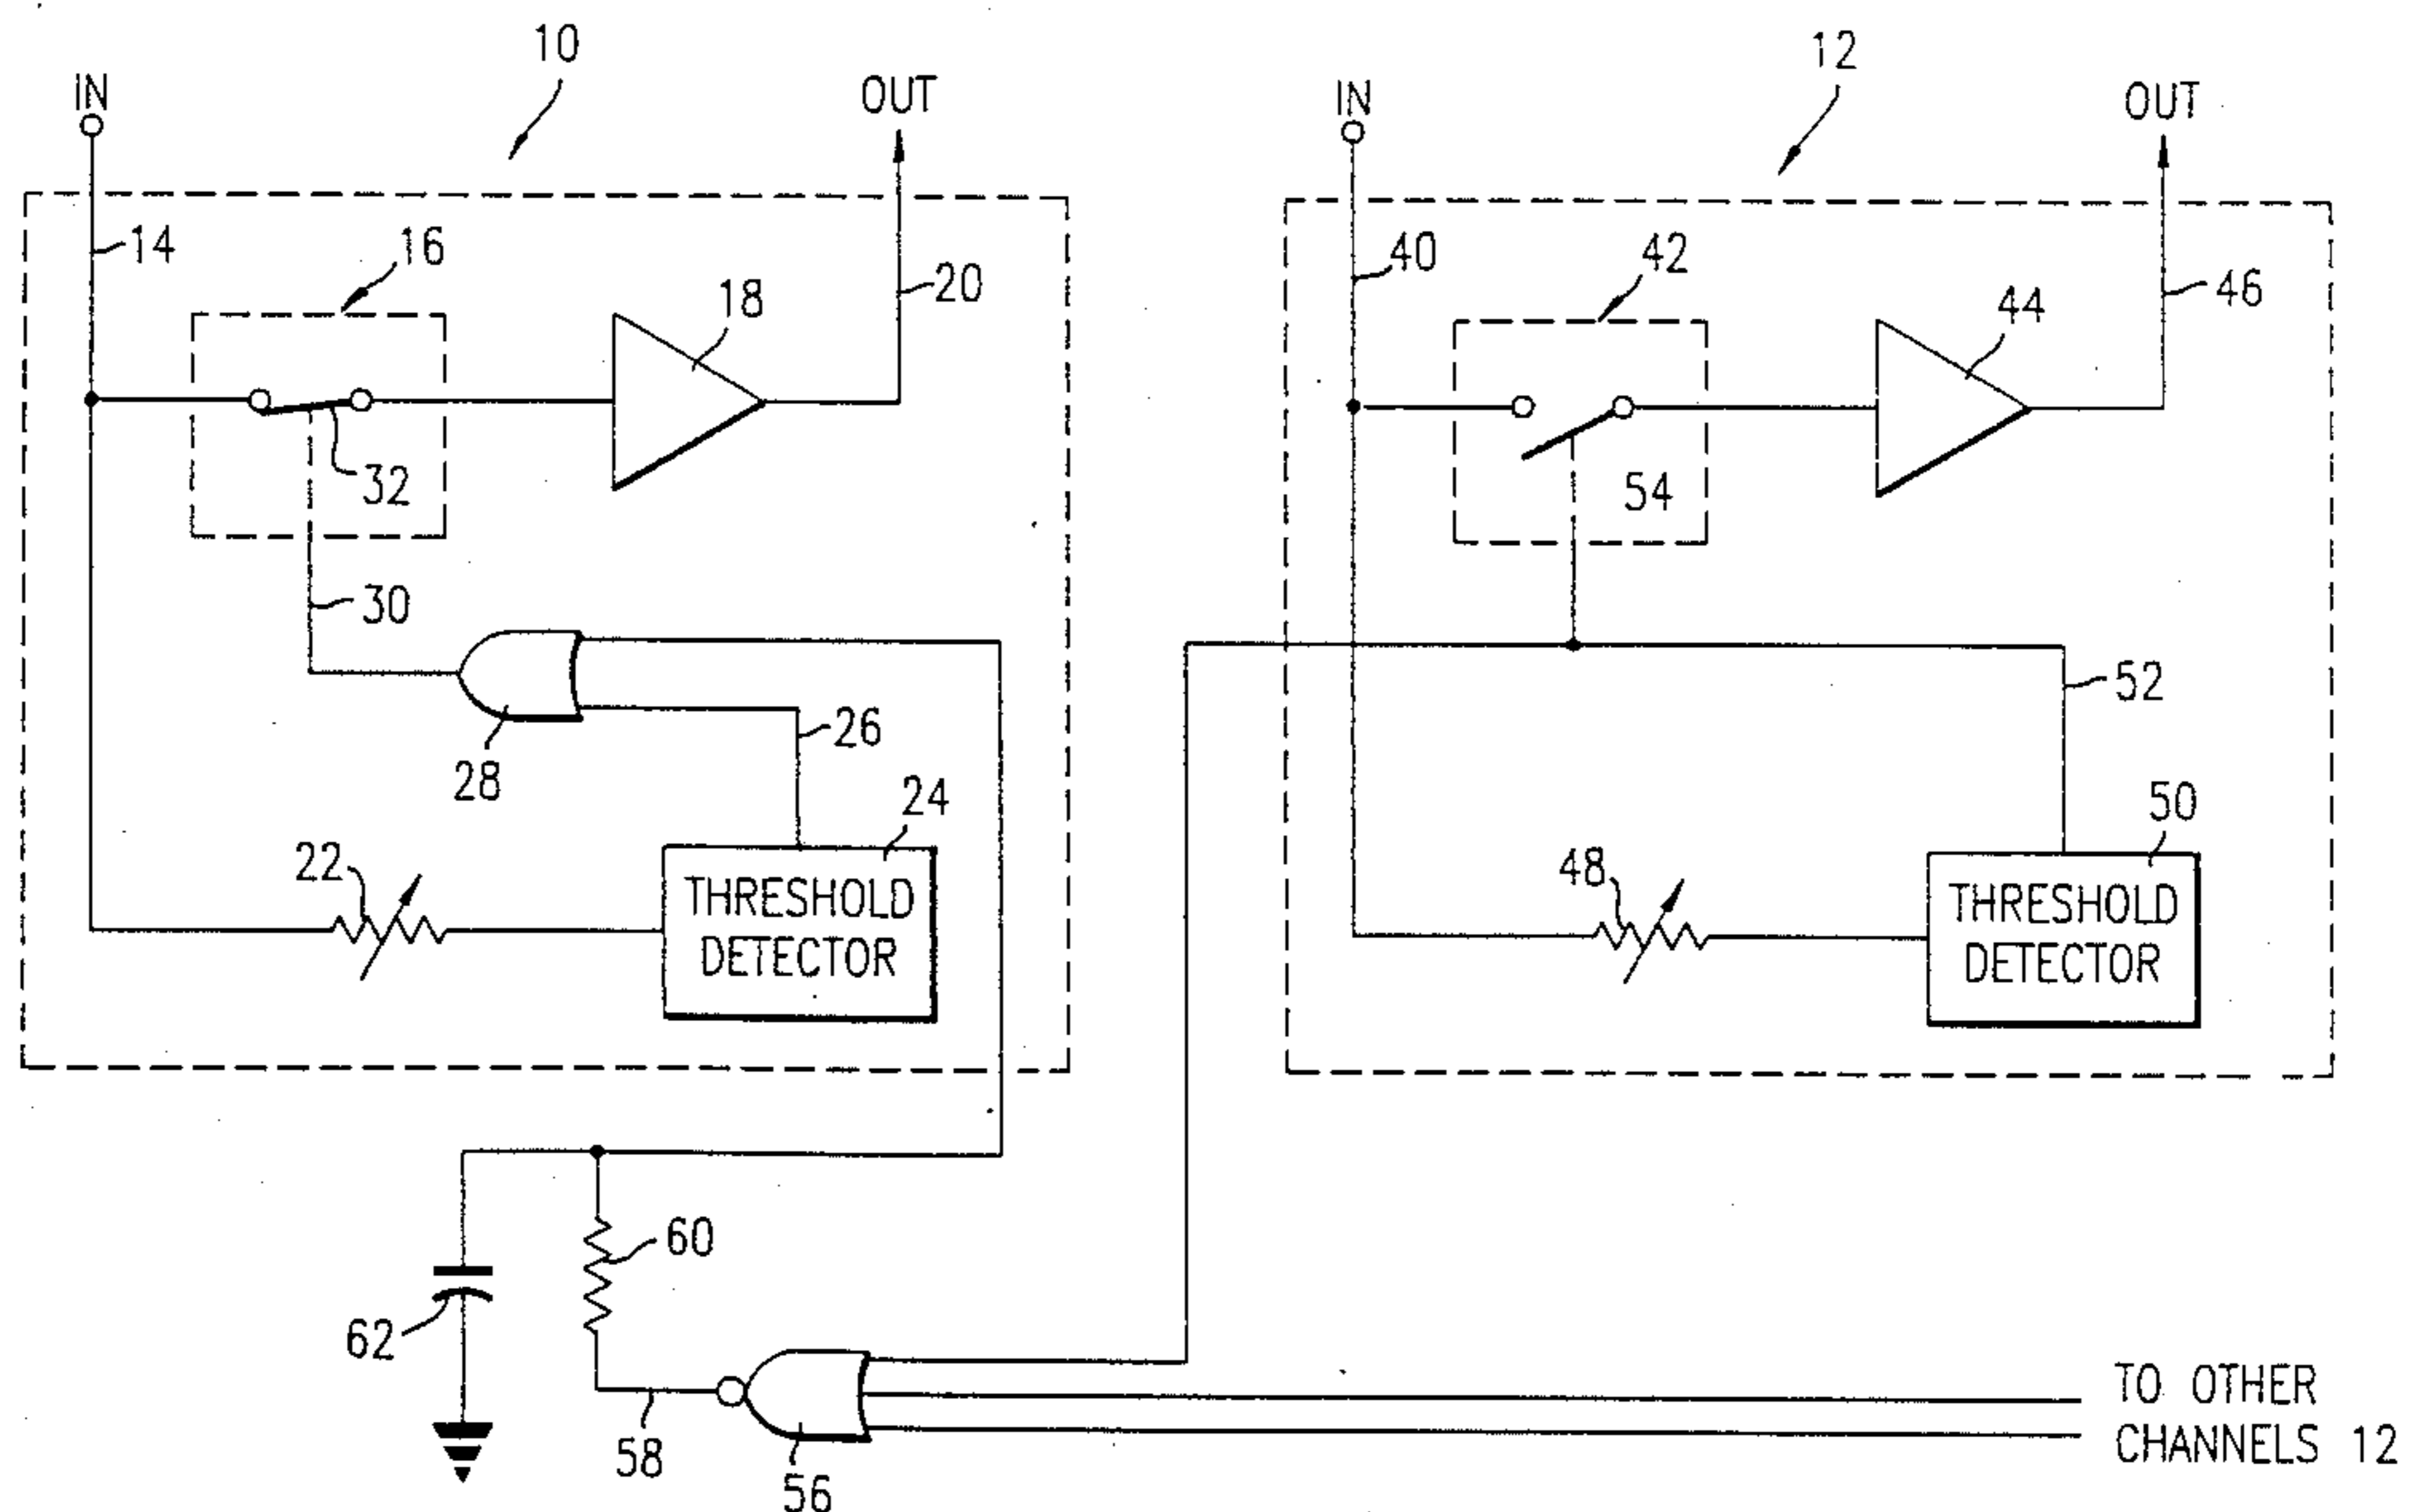 10
12
IN
OUT
IN
OUT
14
16
18
20
40
42
44
46
32
54
30
26
52
28
24
50
22
THRESHOLD
DETECTOR
48
THRESHOLD
DETECTOR
60
62
58
56
TO OTHER
CHANNELS 12